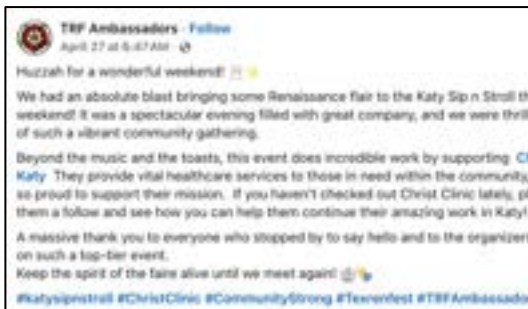 TRF Ambassadors · Follow
April 27 at 6:47 AM ·
Huzzah for a wonderful weekend! 🥂✨
We had an absolute blast bringing some Renaissance flair to the Katy Sip n Stroll th
weekend! It was a spectacular evening filled with great company, and we were thrill
of such a vibrant community gathering.
Beyond the music and the toasts, this event does incredible work by supporting C
Katy They provide vital healthcare services to those in need within the community,
so proud to support their mission. If you haven't checked out Christ Clinic lately, pl
them a follow and see how you can help them continue their amazing work in Katy!
A massive thank you to everyone who stopped by to say hello and to the organizers
on such a top-tier event.
Keep the spirit of the faire alive until we meet again!
#katysipnstroll #ChristClinic #CommunityStrong #Texrenfest #TRFAmbassador